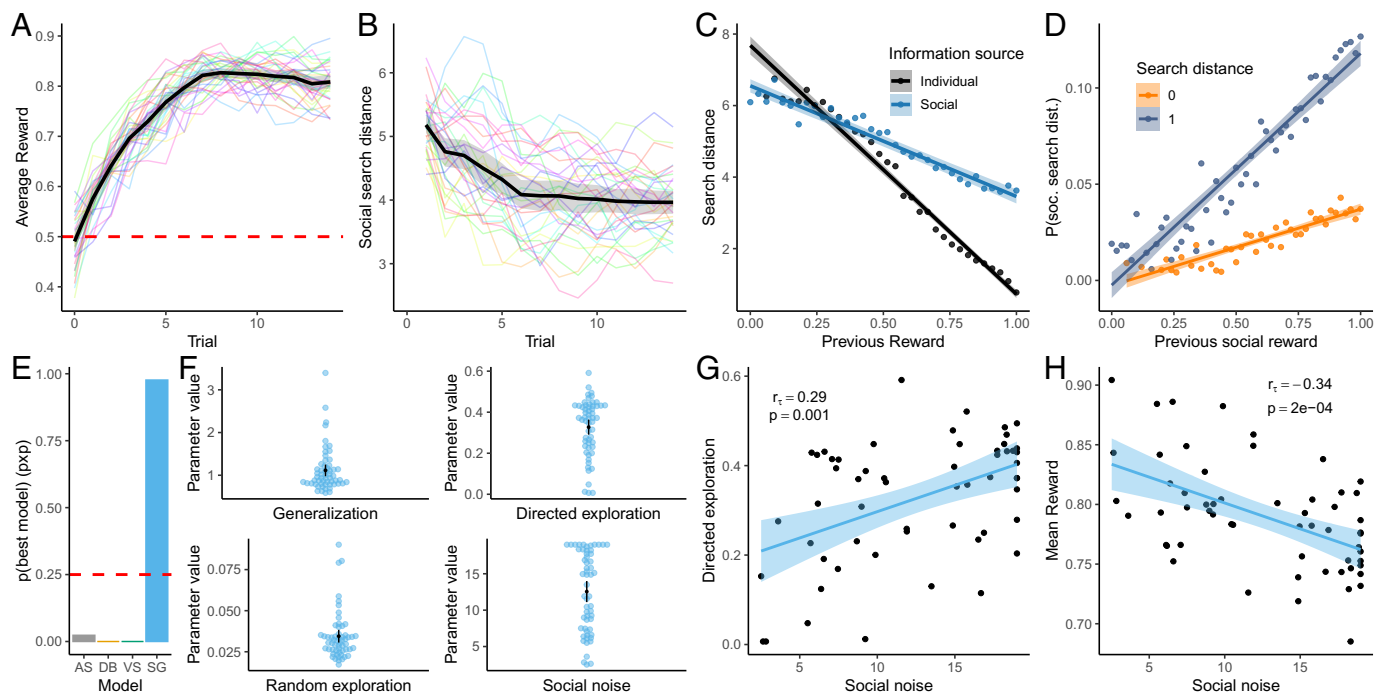 A
Average Reward
0.9
0.8
0.7
0.6
0.5
0.4
0
5
10
Trial
B
Social search distance
6
5
4
3
0
5
10
Trial
C
Search distance
8
6
4
2
0.00
0.25
0.50
0.75
1.00
Previous Reward
Information source
Individual
Social
D
P(soc. search dist.)
0.10
0.05
0.00
0.00
0.25
0.50
0.75
1.00
Previous social reward
Search distance
0
1
E
p(best model) (pxp)
1.00
0.75
0.50
0.25
0.00
AS DB VS SG
Model
F
Parameter value
3
2
1
Generalization
Parameter value
0.6
0.4
0.2
0.0
Directed exploration
Parameter value
0.075
0.050
0.025
Random exploration
Parameter value
20
15
10
5
Social noise
G
Directed exploration
0.6
0.4
0.2
0.0
5
10
15
Social noise
rτ = 0.29
p = 0.001
H
Mean Reward
0.90
0.85
0.80
0.75
0.70
5
10
15
Social noise
rτ = −0.34
p = 2e−04